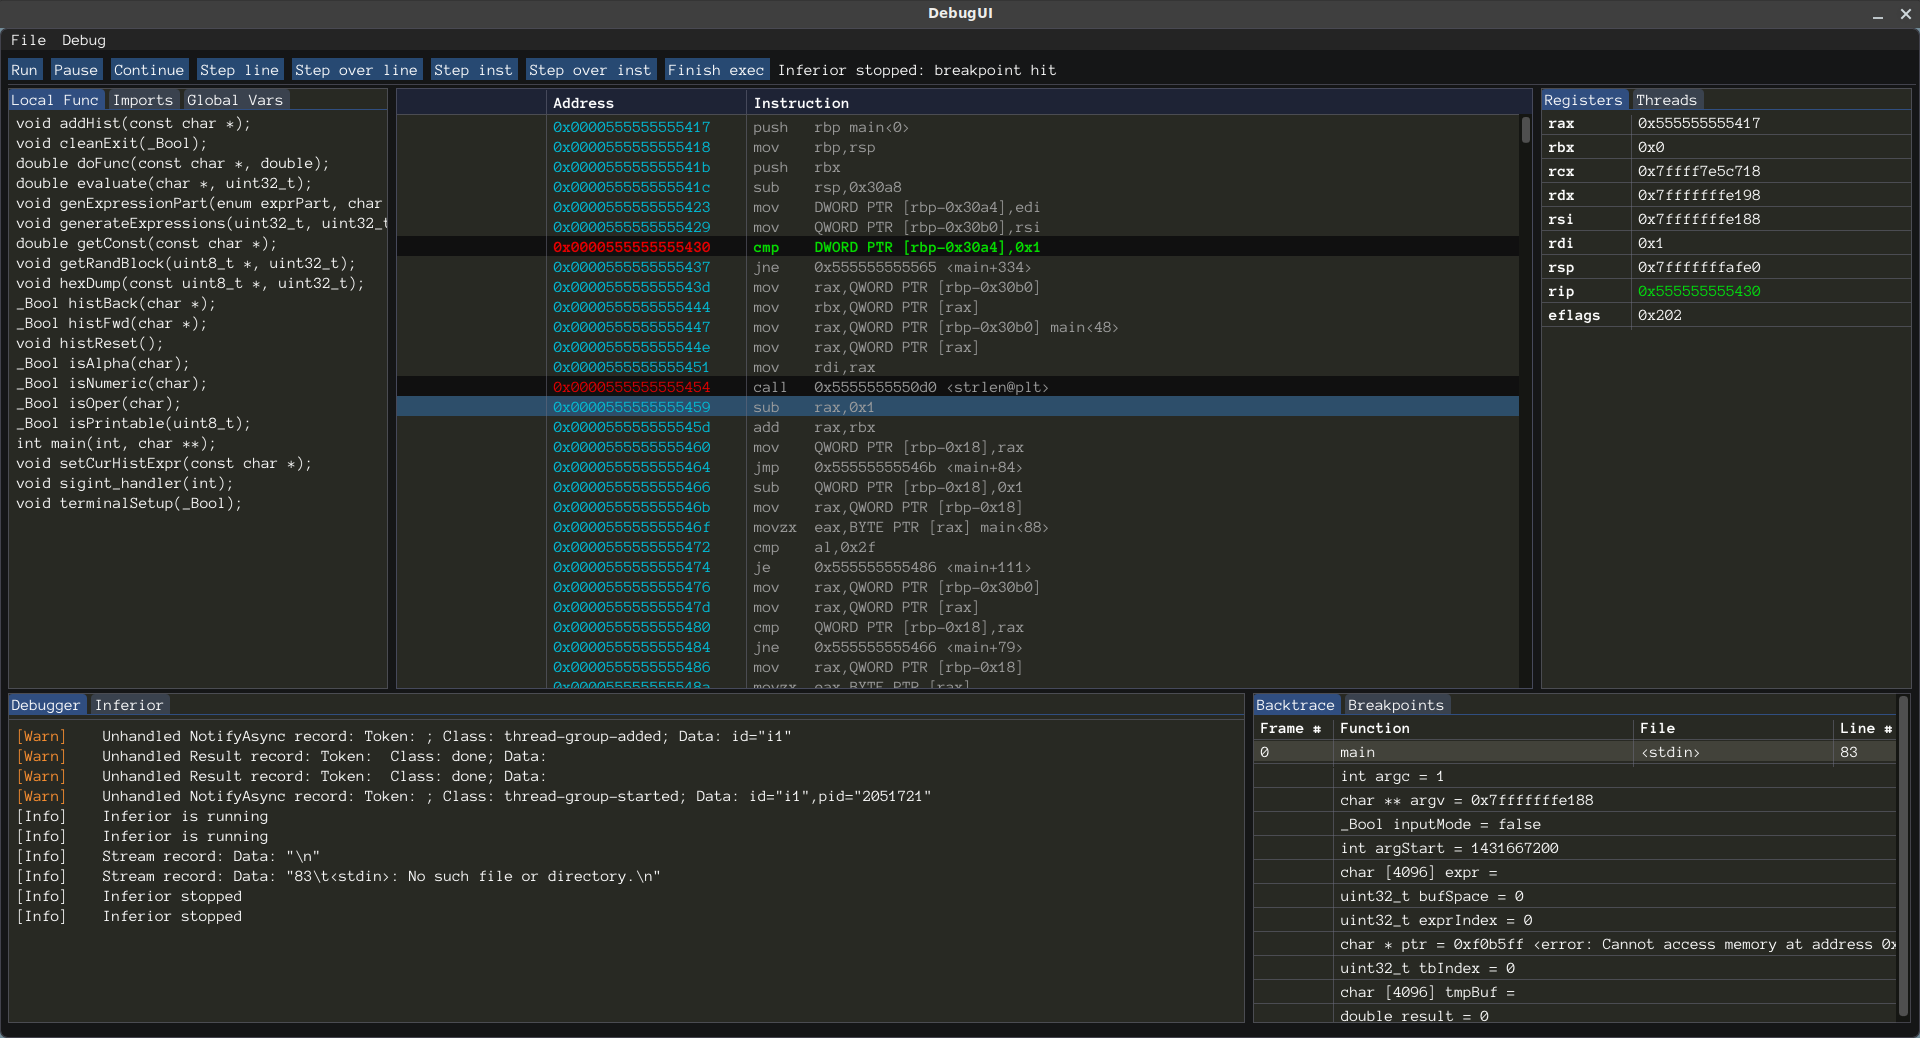 DebugUI
File Debug
Run Pause Continue Step line Step over line Step inst Step over inst Finish exec Inferior stopped: breakpoint hit
Local Func Imports Global Vars
void addHist(const char *);
void cleanExit(_Bool);
double doFunc(const char *, double);
double evaluate(char *, uint32_t);
void genExpressionPart(enum exprPart, char
void generateExpressions(uint32_t, uint32_t
double getConst(const char *);
void getRandBlock(uint8_t *, uint32_t);
void hexDump(const uint8_t *, uint32_t);
_Bool histBack(char *);
_Bool histFwd(char *);
void histReset();
_Bool isAlpha(char);
_Bool isNumeric(char);
_Bool isOper(char);
_Bool isPrintable(uint8_t);
int main(int, char **);
void setCurHistExpr(const char *);
void sigint_handler(int);
void terminalSetup(_Bool);
Address Instruction
0x0000555555555417 push rbp main<0>
0x0000555555555418 mov rbp,rsp
0x000055555555541b push rbx
0x000055555555541c sub rsp,0x30a8
0x0000555555555423 mov DWORD PTR [rbp-0x30a4],edi
0x0000555555555429 mov QWORD PTR [rbp-0x30b0],rsi
0x0000555555555430 cmp DWORD PTR [rbp-0x30a4],0x1
0x0000555555555437 jne 0x555555555565 <main+334>
0x000055555555543d mov rax,QWORD PTR [rbp-0x30b0]
0x0000555555555444 mov rbx,QWORD PTR [rax]
0x0000555555555447 mov rax,QWORD PTR [rbp-0x30b0] main<48>
0x000055555555544e mov rax,QWORD PTR [rax]
0x0000555555555451 mov rdi,rax
0x0000555555555454 call 0x5555555550d0 <strlen@plt>
0x0000555555555459 sub rax,0x1
0x000055555555545d add rax,rbx
0x0000555555555460 mov QWORD PTR [rbp-0x18],rax
0x0000555555555464 jmp 0x55555555546b <main+84>
0x0000555555555466 sub QWORD PTR [rbp-0x18],0x1
0x000055555555546b mov rax,QWORD PTR [rbp-0x18]
0x000055555555546f movzx eax,BYTE PTR [rax] main<88>
0x0000555555555472 cmp al,0x2f
0x0000555555555474 je 0x555555555486 <main+111>
0x0000555555555476 mov rax,QWORD PTR [rbp-0x30b0]
0x000055555555547d mov rax,QWORD PTR [rax]
0x0000555555555480 cmp QWORD PTR [rbp-0x18],rax
0x0000555555555484 jne 0x555555555466 <main+79>
0x0000555555555486 mov rax,QWORD PTR [rbp-0x18]
0x000055555555548a movzx eax,BYTE PTR [rax]
Registers Threads
rax 0x555555555417
rbx 0x0
rcx 0x7ffff7e5c718
rdx 0x7fffffffe198
rsi 0x7fffffffe188
rdi 0x1
rsp 0x7fffffffafe0
rip 0x555555555430
eflags 0x202
Debugger Inferior
[Warn] Unhandled NotifyAsync record: Token: ; Class: thread-group-added; Data: id="i1"
[Warn] Unhandled Result record: Token: Class: done; Data:
[Warn] Unhandled Result record: Token: Class: done; Data:
[Warn] Unhandled NotifyAsync record: Token: ; Class: thread-group-started; Data: id="i1",pid="2051721"
[Info] Inferior is running
[Info] Inferior is running
[Info] Stream record: Data: "\n"
[Info] Stream record: Data: "83\t<stdin>: No such file or directory.\n"
[Info] Inferior stopped
[Info] Inferior stopped
Backtrace Breakpoints
Frame # Function File Line #
0 main <stdin> 83
int argc = 1
char ** argv = 0x7fffffffe188
_Bool inputMode = false
int argStart = 1431667200
char [4096] expr =
uint32_t bufSpace = 0
uint32_t exprIndex = 0
char * ptr = 0xf0b5ff <error: Cannot access memory at address 0x
uint32_t tbIndex = 0
char [4096] tmpBuf =
double result = 0